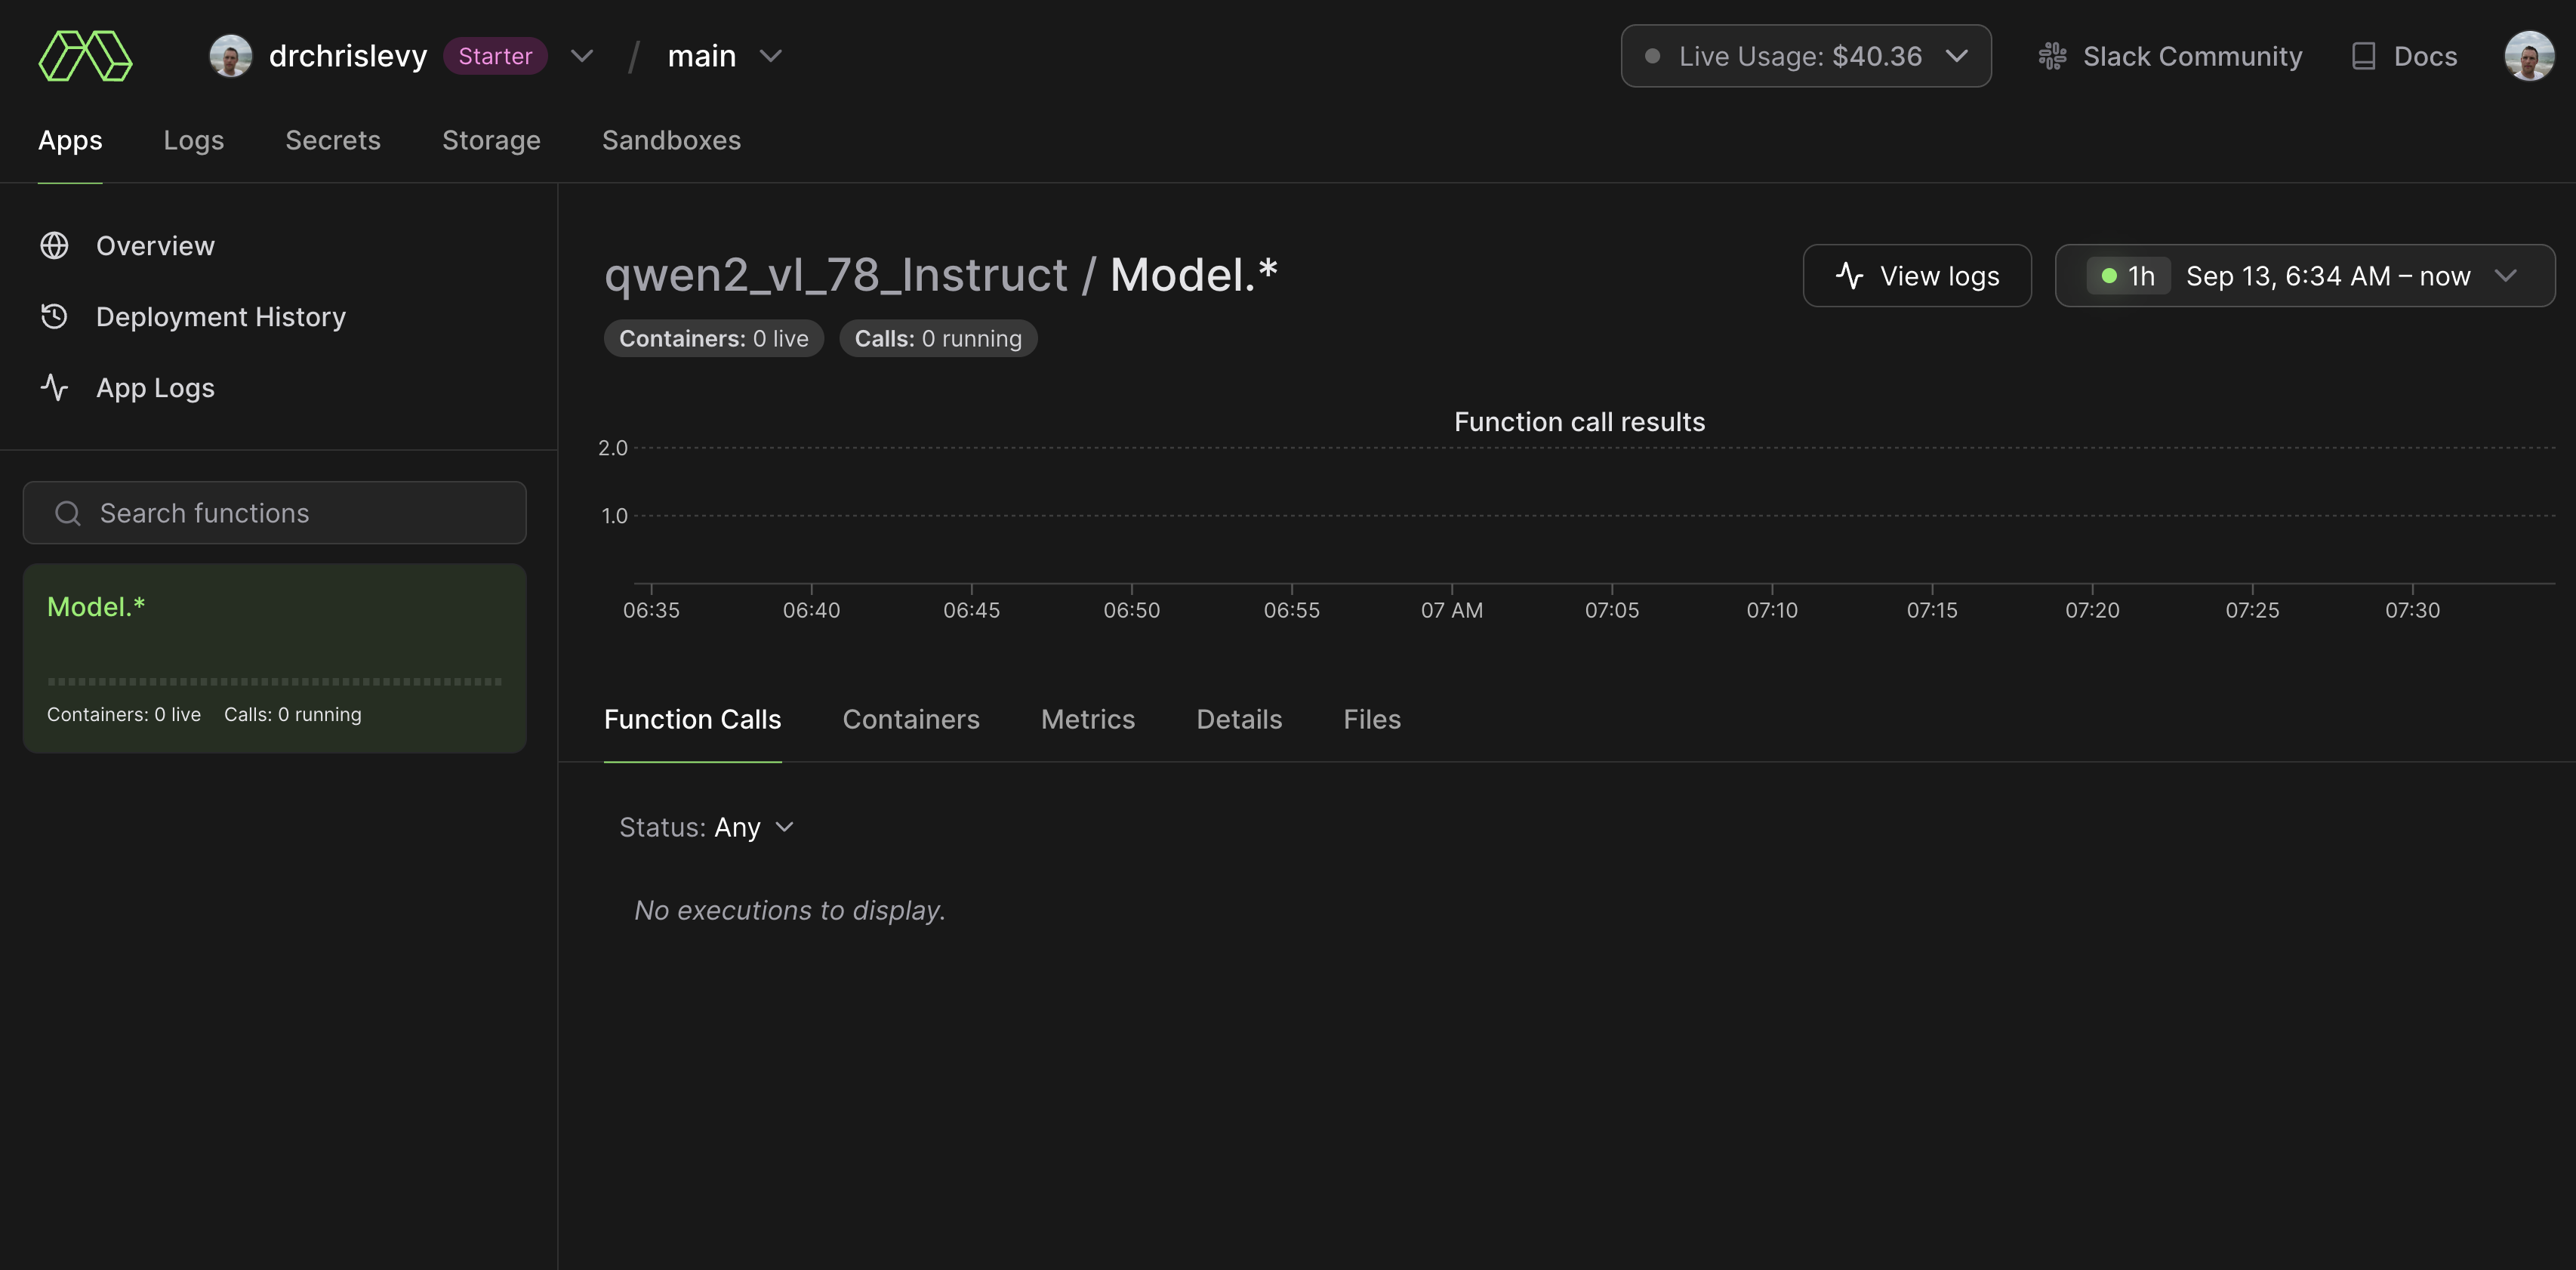 drchrislevy Starter / main Live Usage: $40.36 Slack Community Docs
Apps Logs Secrets Storage Sandboxes
Overview
Deployment History
App Logs
Search functions
Model.*
Containers: 0 live Calls: 0 running
qwen2_vl_78_Instruct / Model.* View logs 1h Sep 13, 6:34 AM – now
Containers: 0 live Calls: 0 running
Function call results
2.0
1.0
06:35 06:40 06:45 06:50 06:55 07 AM 07:05 07:10 07:15 07:20 07:25 07:30
Function Calls Containers Metrics Details Files
Status: Any
No executions to display.